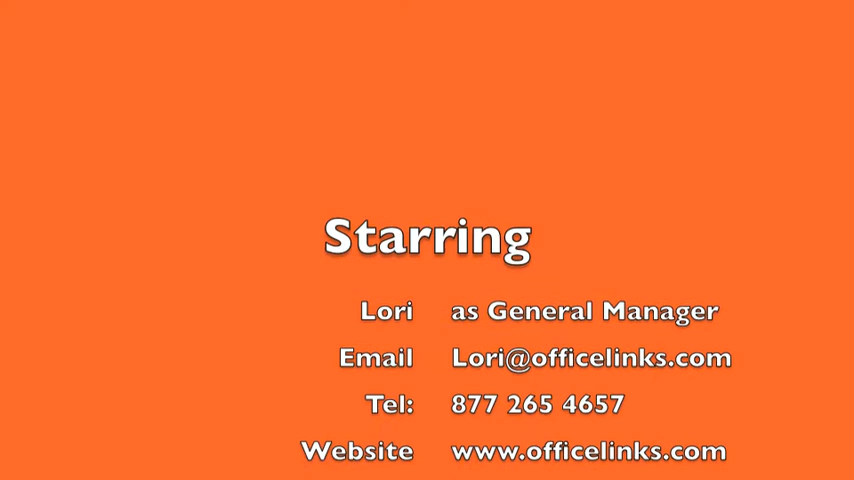 Starring
Lori as General Manager
Email Lori@officelinks.com
Tel: 877 265 4657
Website www.officelinks.com